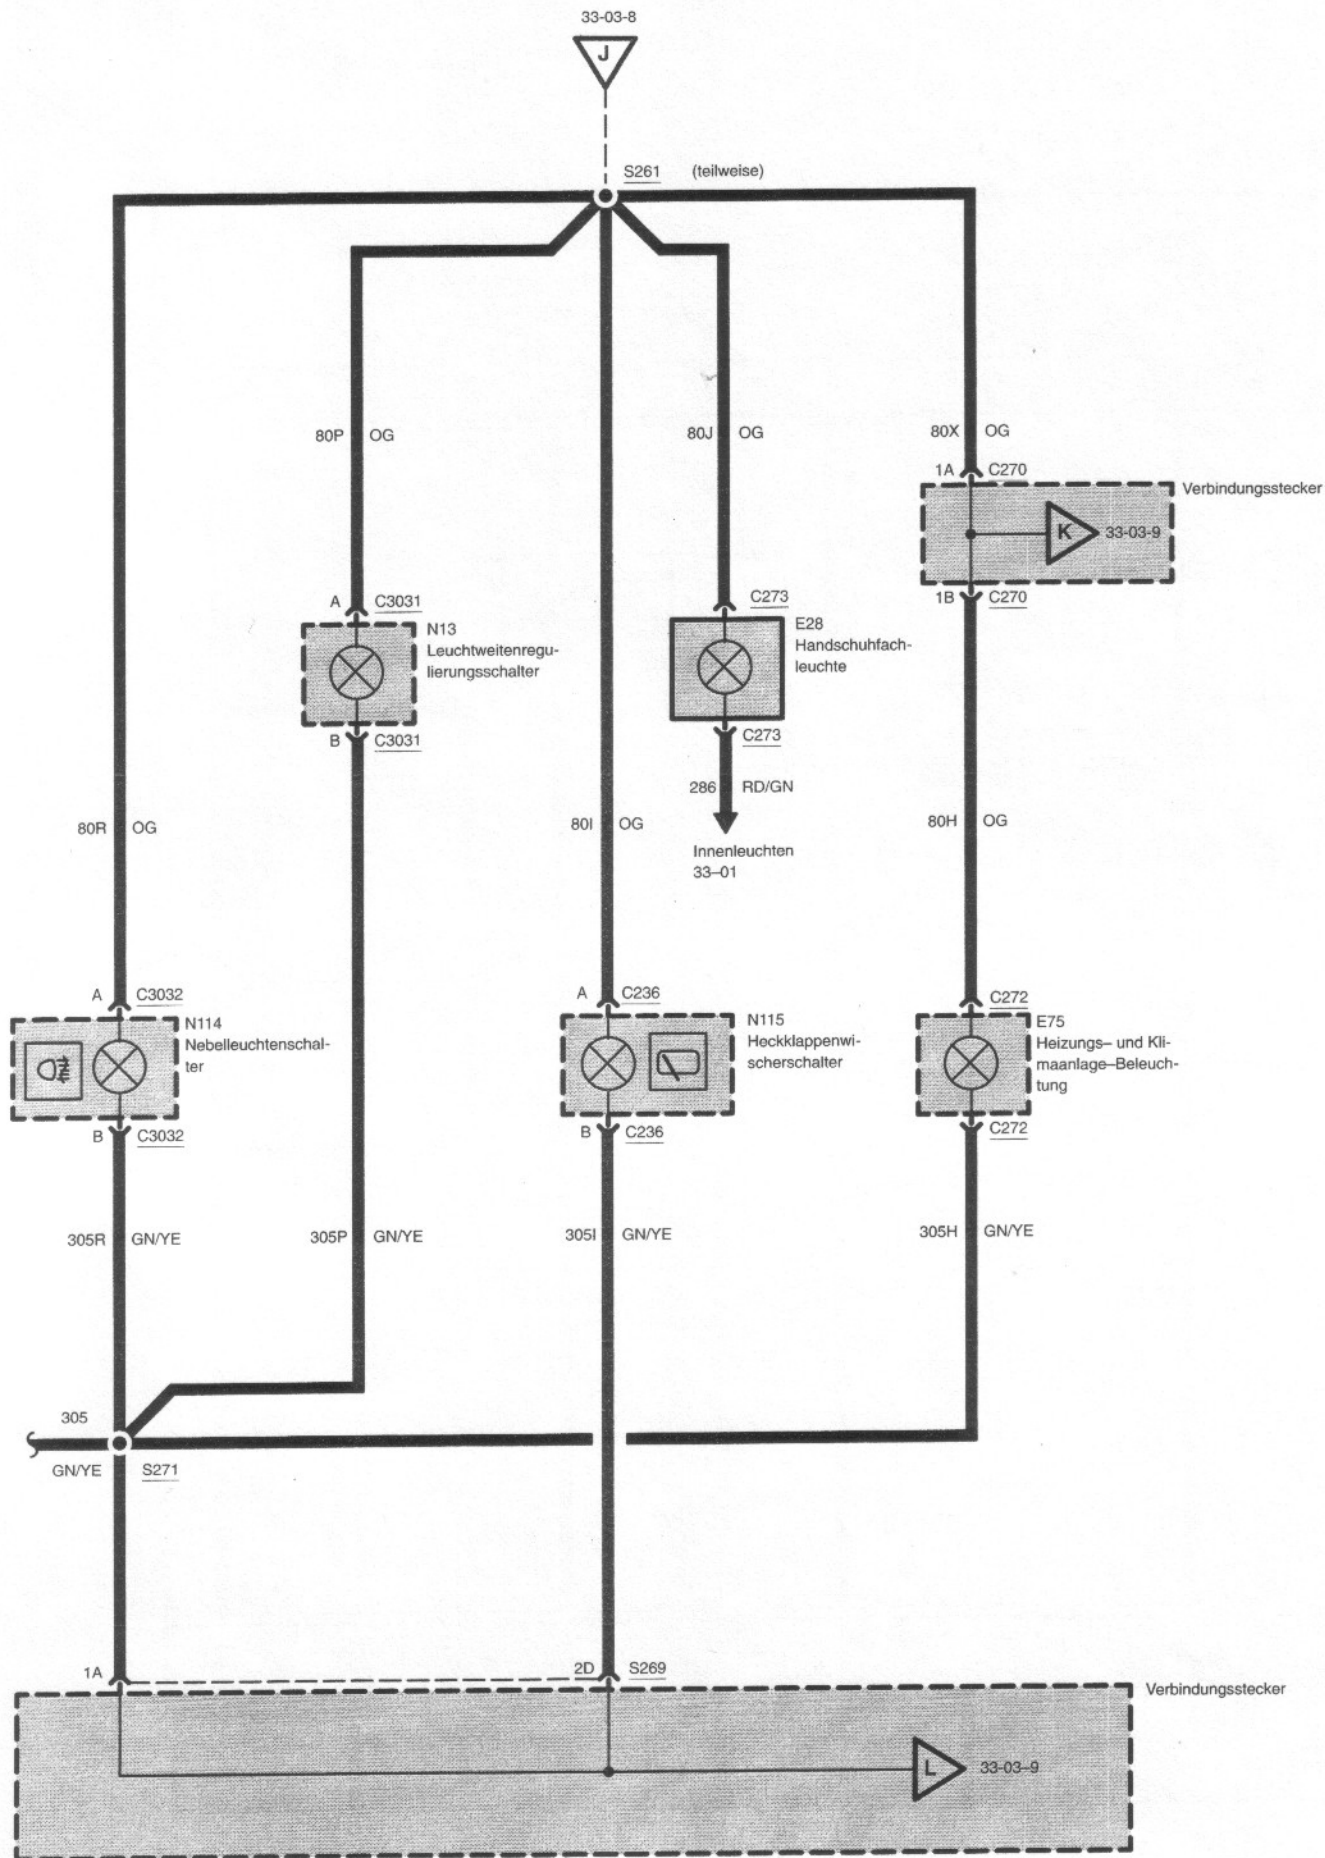 33-03-8
J
S261 (teilweise)
80P OG
80J OG
80X OG
1A C270
Verbindungsstecker
K 33-03-9
1B C270
A C3031
N13
Leuchtweitenregu-
lierungsschalter
B C3031
C273
E28
Handschuhfach-
leuchte
C273
286 RD/GN
Innenleuchten
33–01
80R OG
80I OG
80H OG
A C3032
N114
Nebelleuchtenschal-
ter
B C3032
A C236
N115
Heckklappenwi-
scherschalter
B C236
C272
E75
Heizungs– und Kli-
maanlage–Beleuch-
tung
C272
305R GN/YE
305P GN/YE
305I GN/YE
305H GN/YE
305
GN/YE S271
1A
2D S269
Verbindungsstecker
L 33-03–9